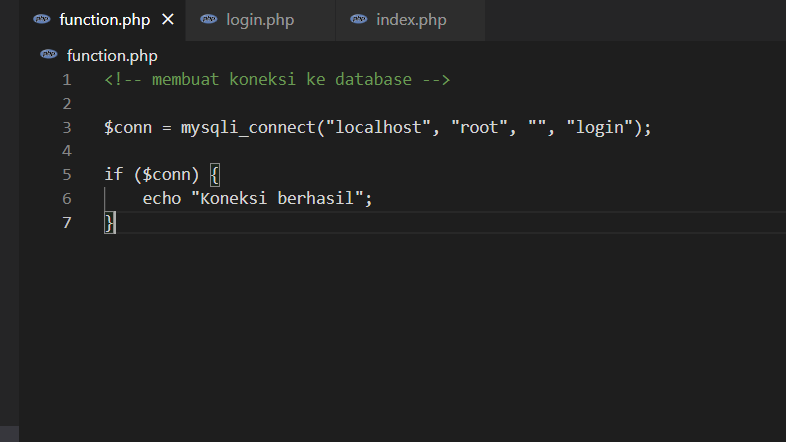 function.php login.php index.php
function.php
1 <!-- membuat koneksi ke database -->
2
3 $conn = mysqli_connect("localhost", "root", "", "login");
4
5 if ($conn) {
6     echo "Koneksi berhasil";
7 }